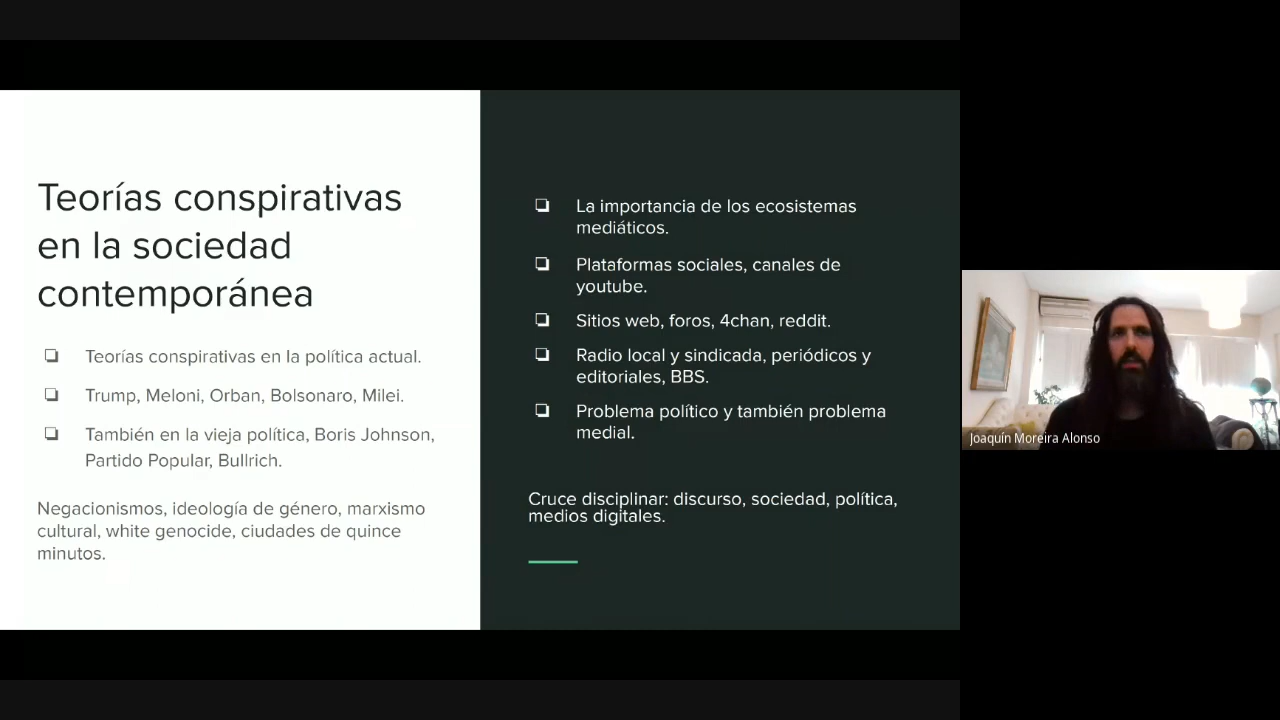 Teorías conspirativas
en la sociedad
contemporánea
❏ Teorías conspirativas en la política actual.
❏ Trump, Meloni, Orban, Bolsonaro, Milei.
❏ También en la vieja política, Boris Johnson,
Partido Popular, Bullrich.
Negacionismos, ideología de género, marxismo
cultural, white genocide, ciudades de quince
minutos.
❏ La importancia de los ecosistemas
mediáticos.
❏ Plataformas sociales, canales de
youtube.
❏ Sitios web, foros, 4chan, reddit.
❏ Radio local y sindicada, periódicos y
editoriales, BBS.
❏ Problema político y también problema
medial.
Cruce disciplinar: discurso, sociedad, política,
medios digitales.
Joaquín Moreira Alonso